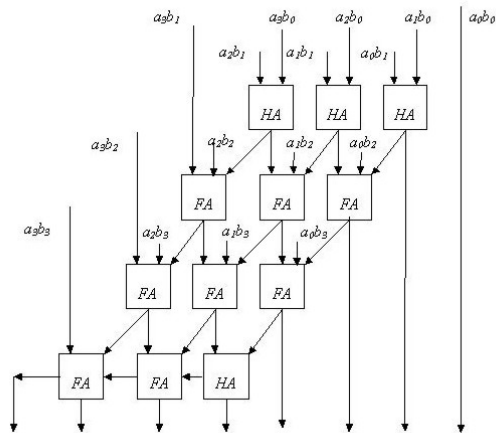 a3b1 a3b0 a2b0 a1b0 a0b0
a2b1 a1b1 a0b1
HA HA HA
a3b2 a2b2 a1b2 a0b2
FA FA FA
a3b3 a2b3 a1b3 a0b3
FA FA FA
FA FA HA